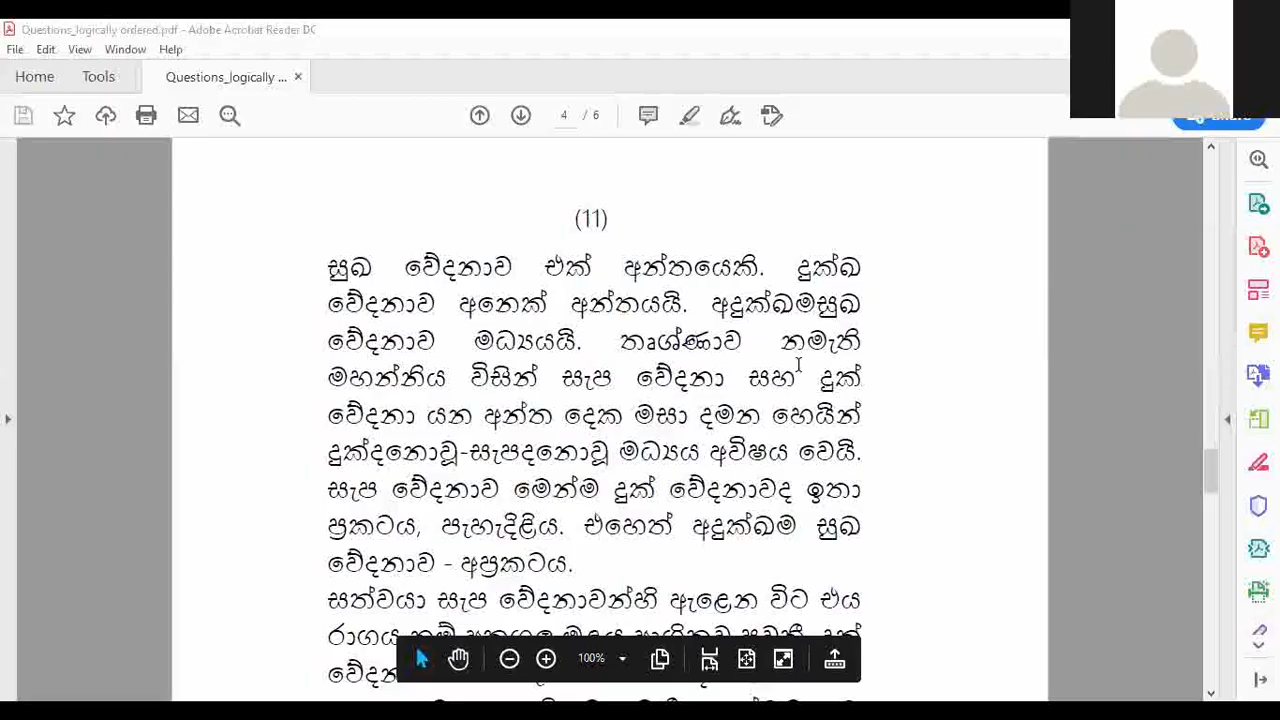 Questions_logically ordered.pdf - Adobe Acrobat Reader DC
File Edit View Window Help
Home Tools Questions_logically ... ×
4 / 6
(11)
සුඛ වේදනාව එක් අන්තයෙකි. දුක්ඛ
වේදනාව අනෙක් අන්තයයි. අදුක්ඛමසුඛ
වේදනාව මධ්‍යයයි. තෘශ්ණාව නමැති
මහන්නිය විසින් සැප වේදනා සහ දුක්
වේදනා යන අන්ත දෙක මසා දමන හෙයින්
දුක්දනොවූ-සැපදනොවූ මධ්‍යය අවිෂය වෙයි.
සැප වේදනාව මෙන්ම දුක් වේදනාවද ඉතා
ප්‍රකටය, පැහැදිළිය. එහෙත් අදුක්ඛම සුඛ
වේදනාව - අප්‍රකටය.
සත්වයා සැප වේදනාවන්හි ඇළෙන විට එය
රාගය
100%